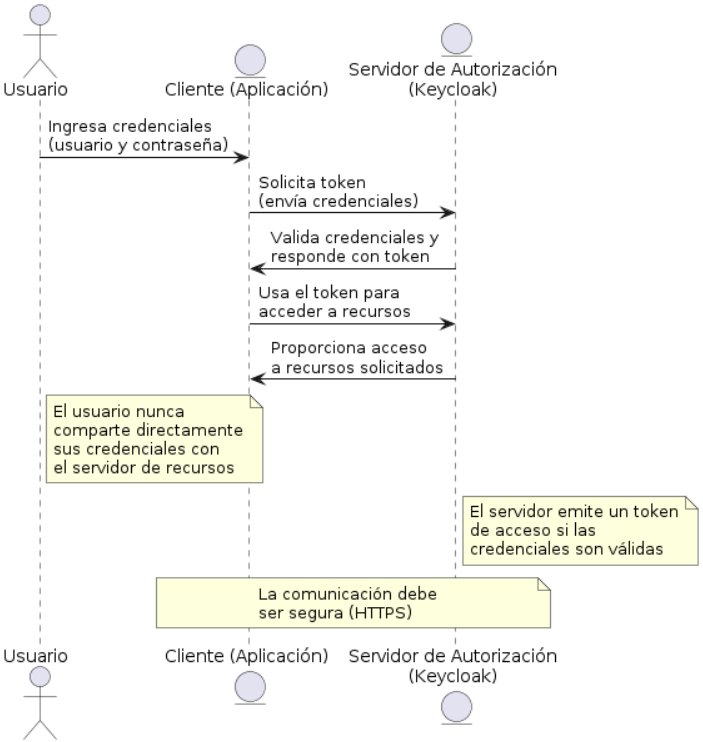 Usuario
Cliente (Aplicación)
Servidor de Autorización
(Keycloak)
Ingresa credenciales
(usuario y contraseña)
Solicita token
(envía credenciales)
Valida credenciales y
responde con token
Usa el token para
acceder a recursos
Proporciona acceso
a recursos solicitados
El usuario nunca
comparte directamente
sus credenciales con
el servidor de recursos
El servidor emite un token
de acceso si las
credenciales son válidas
La comunicación debe
ser segura (HTTPS)
Usuario
Cliente (Aplicación)
Servidor de Autorización
(Keycloak)